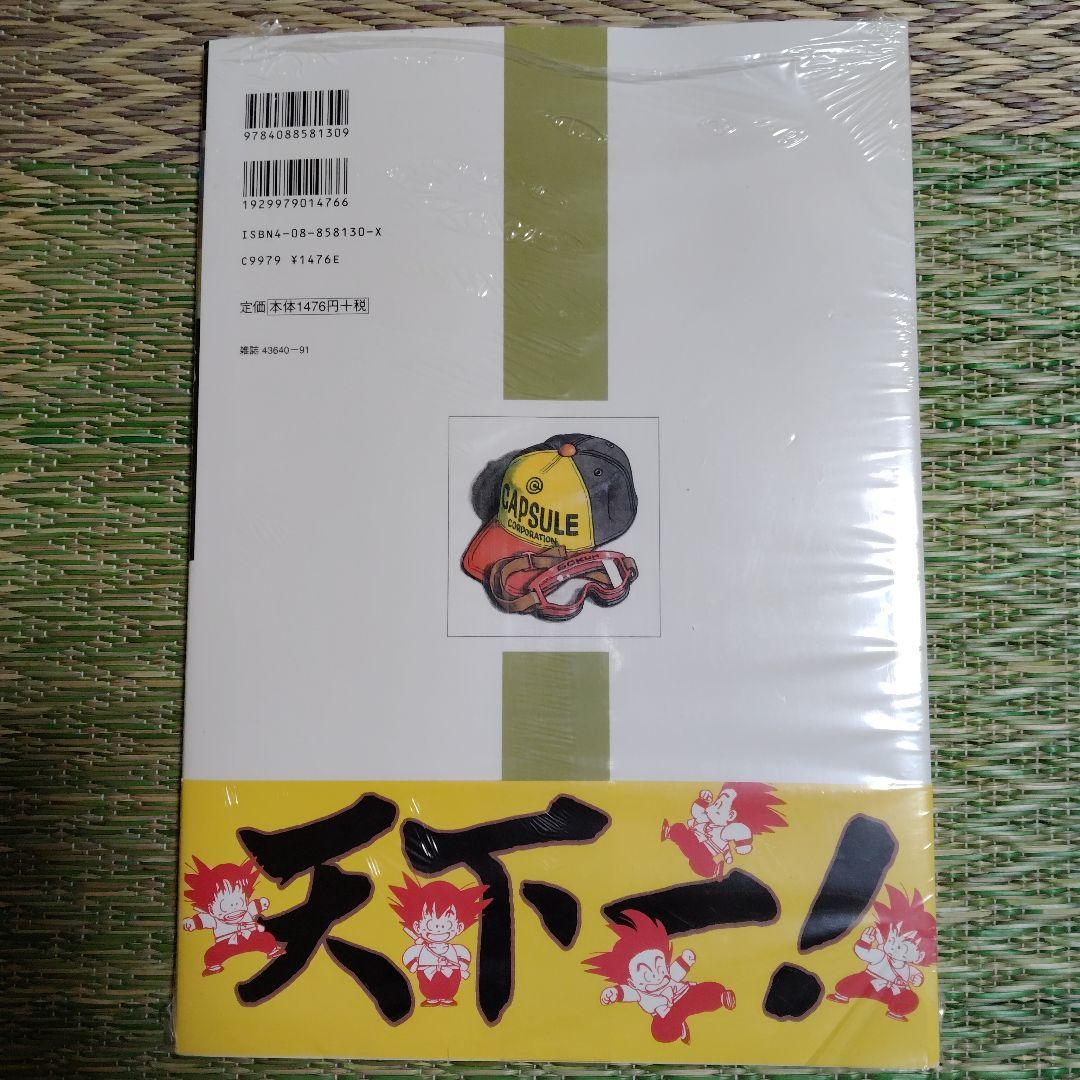 9784088581309
1929979014766
ISBN4-08-858130-X
C9979 ¥1476E
定価 本体1476円+税
雑誌 43640-91
@
CAPSULE
CORPORATION
GOKUH
天下一!